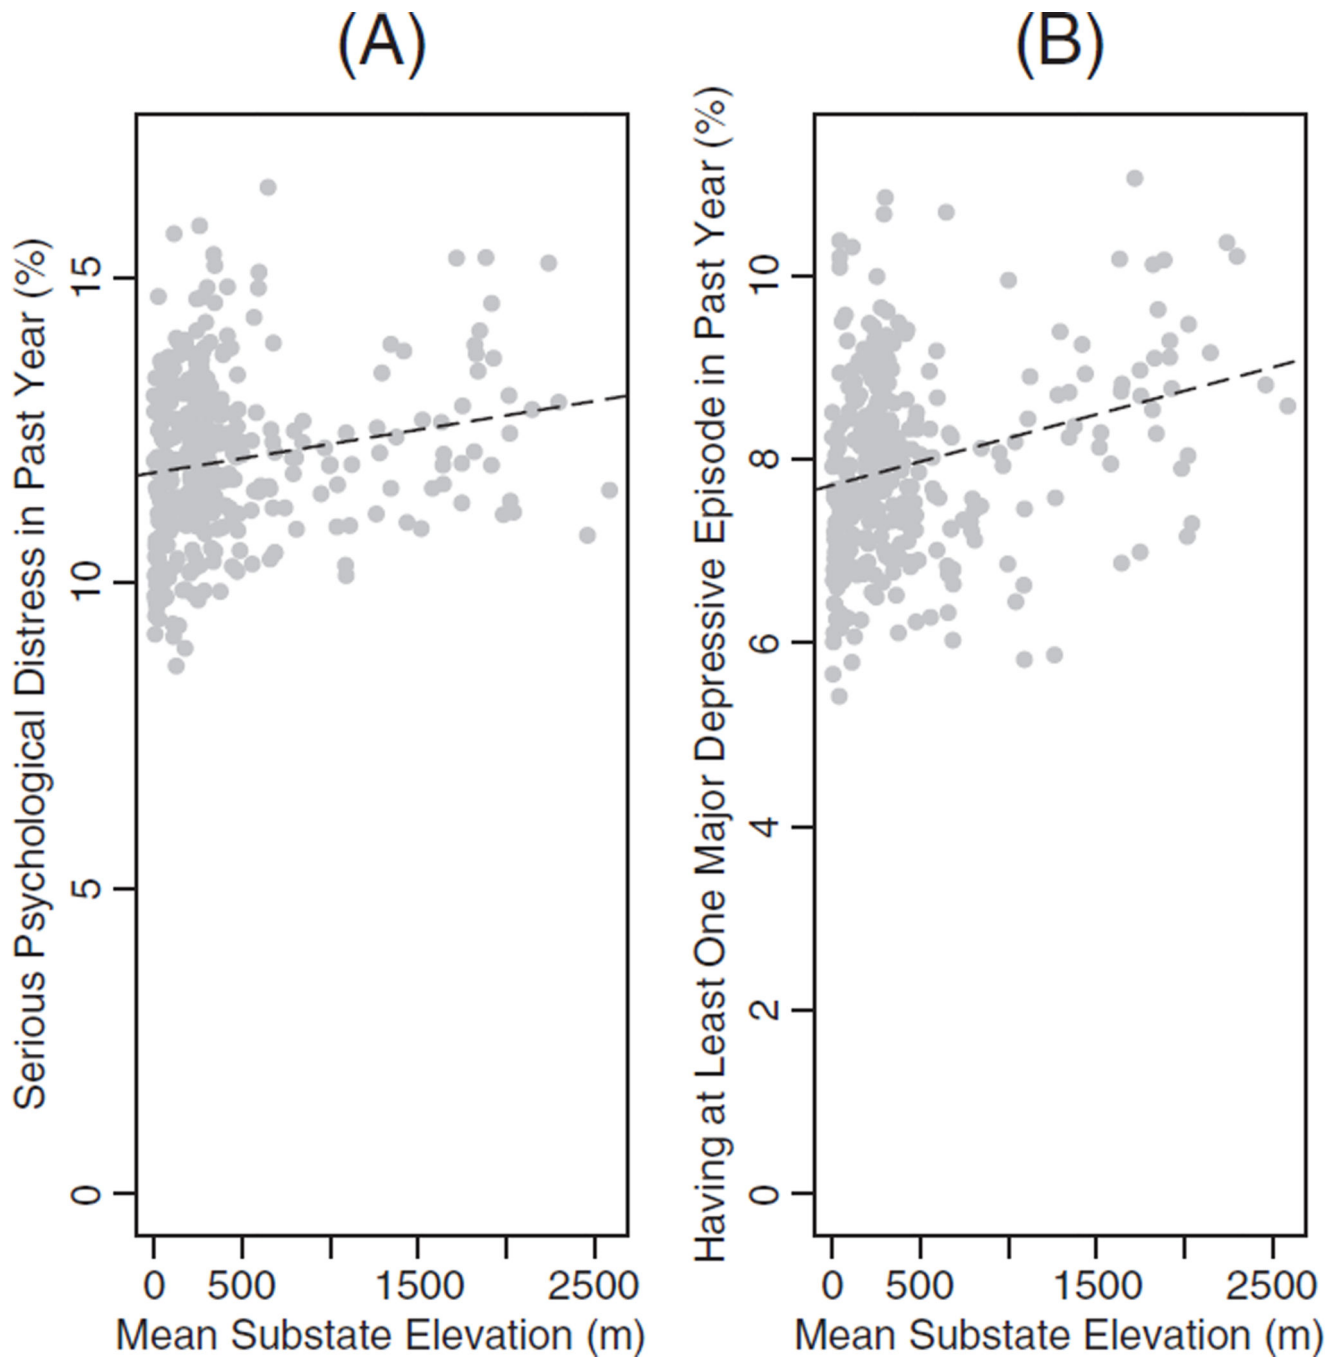 (A)
Serious Psychological Distress in Past Year (%)
15
10
5
0
0 500 1500 2500
Mean Substate Elevation (m)
(B)
Having at Least One Major Depressive Episode in Past Year (%)
10
8
6
4
2
0
0 500 1500 2500
Mean Substate Elevation (m)